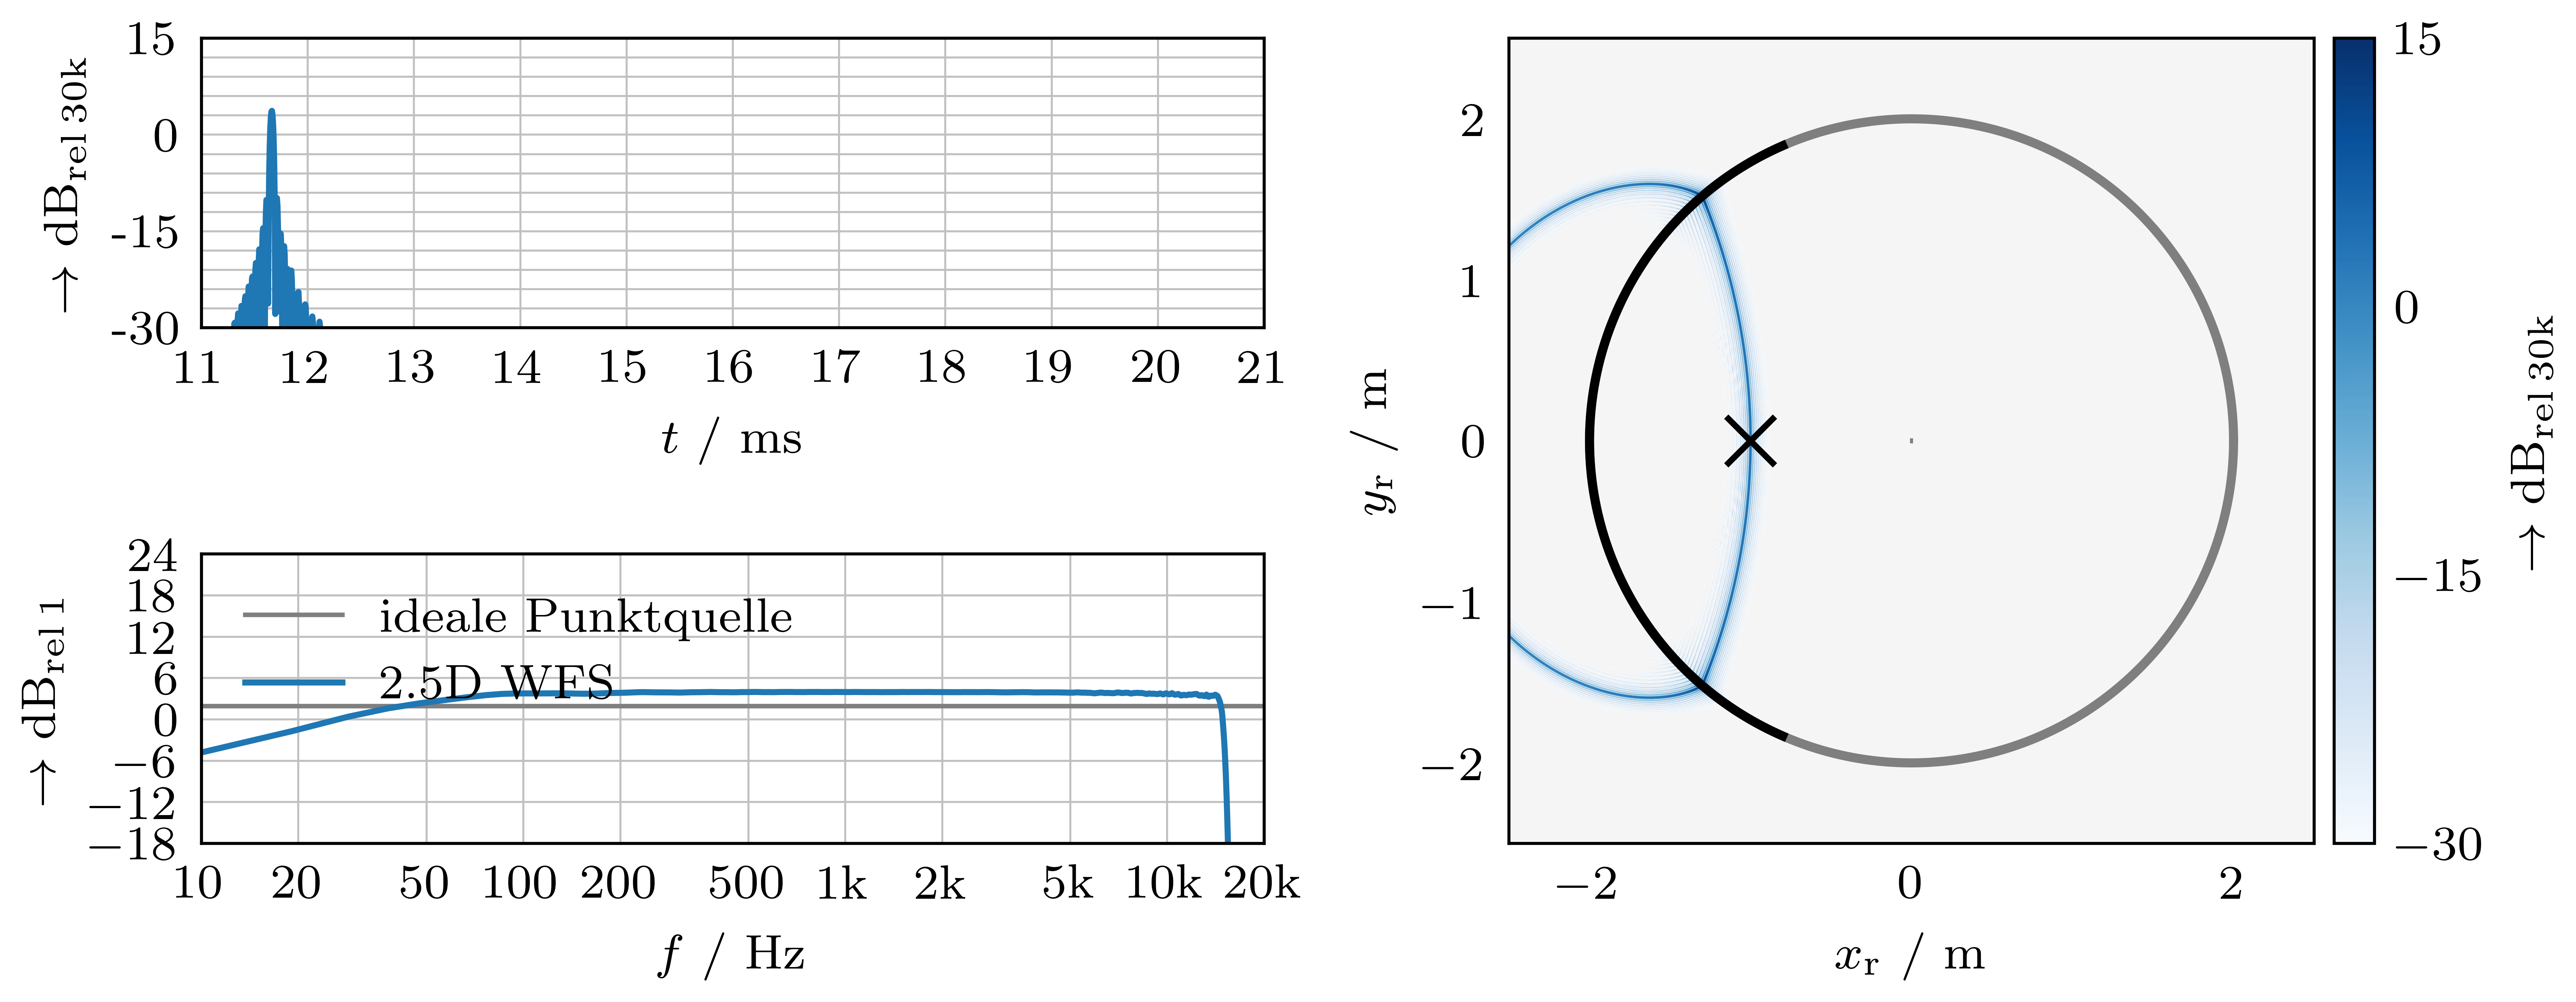 15
0
-15
-30
→ dB_rel 30k
11 12 13 14 15 16 17 18 19 20 21
t / ms
24
18
12
6
0
−6
−12
−18
→ dB_rel 1
ideale Punktquelle
2.5D WFS
10 20 50 100 200 500 1k 2k 5k 10k 20k
f / Hz
2
1
0
−1
−2
y_r / m
−2 0 2
x_r / m
15
0
−15
−30
→ dB_rel 30k